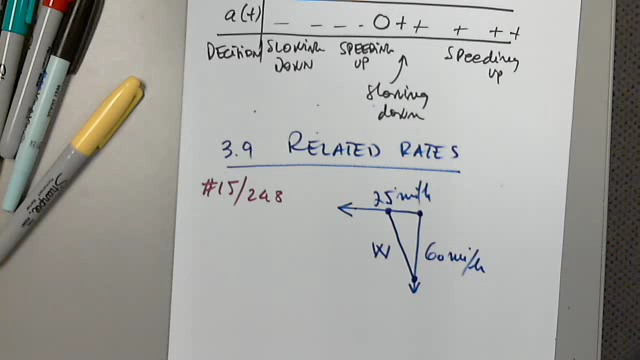 a(t) — — — — 0 + + + + +
DECISION SLOWING DOWN SPEEDING UP SPEEDING UP
slowing down
3.9 RELATED RATES
#15/248
25 mi/h
60 mi/h
Sharpie